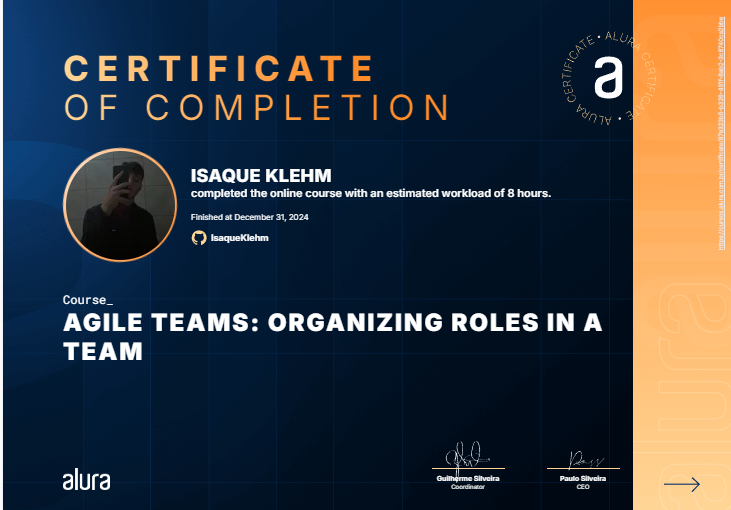 CERTIFICATE
OF COMPLETION
ALURA CERTIFICATE • ALURA CERTIFICATE •
a
ISAQUE KLEHM
completed the online course with an estimated workload of 8 hours.
Finished at December 31, 2024
IsaqueKlehm
Course_
AGILE TEAMS: ORGANIZING ROLES IN A
TEAM
alura
Guilherme Silveira
Coordinator
Paulo Silveira
CEO
alura